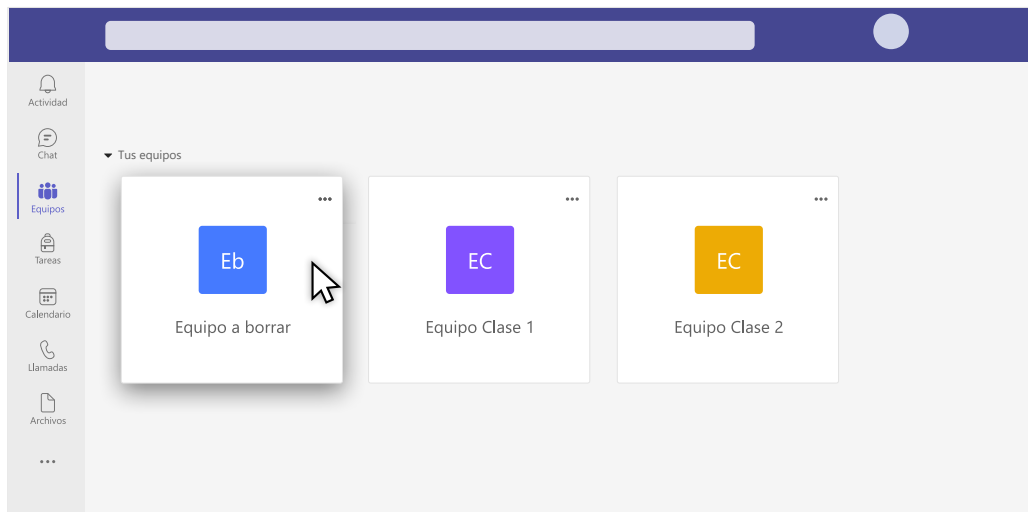 Actividad
Chat
Equipos
Tareas
Calendario
Llamadas
Archivos
Tus equipos
Eb
Equipo a borrar
EC
Equipo Clase 1
EC
Equipo Clase 2